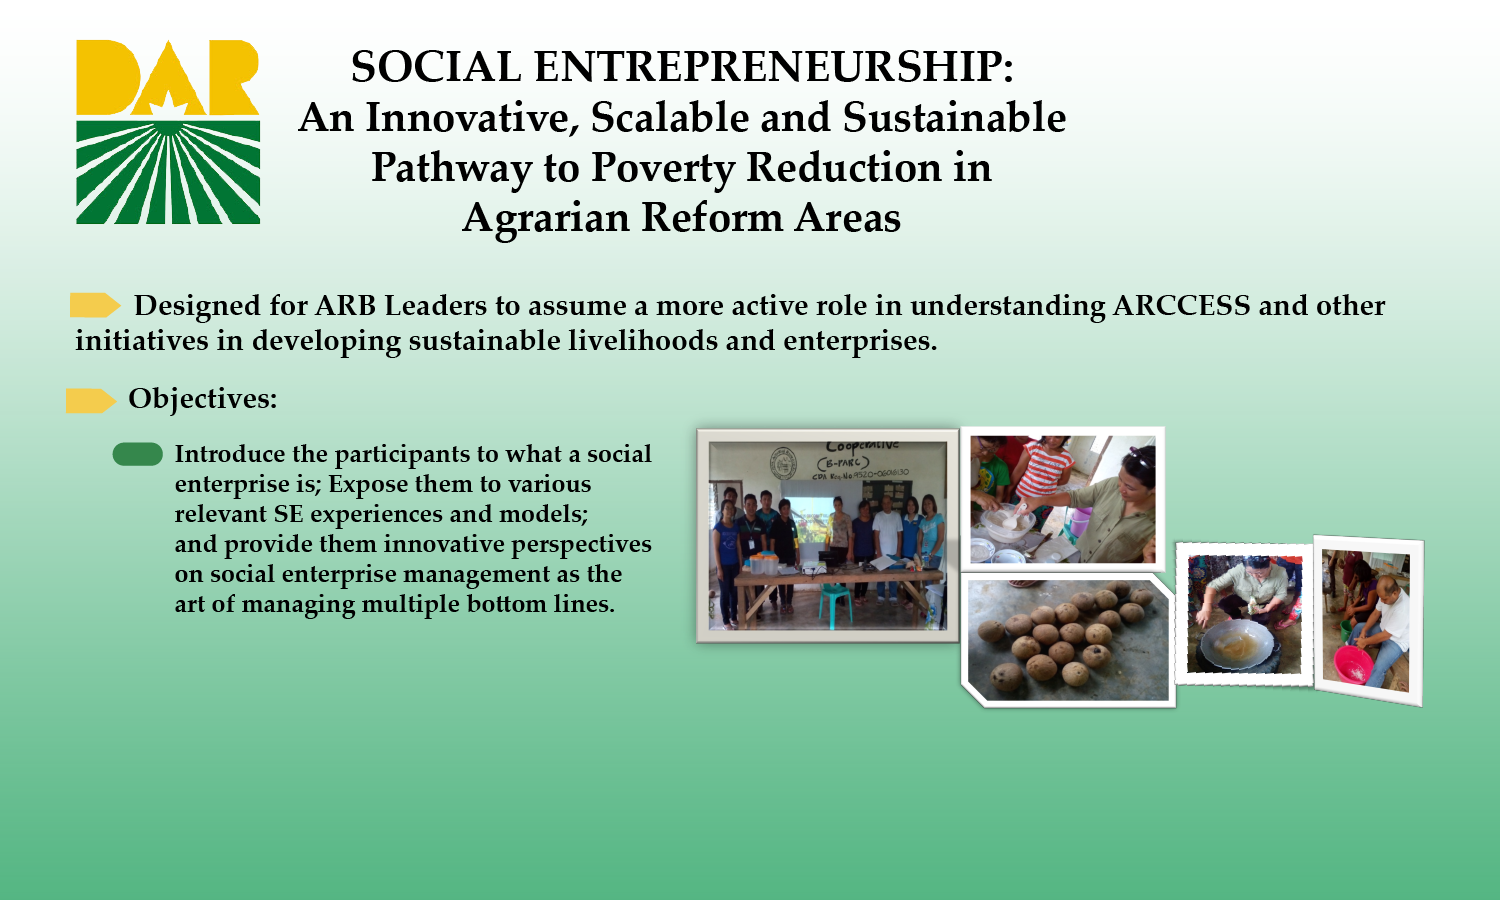 DAR
SOCIAL ENTREPRENEURSHIP:
An Innovative, Scalable and Sustainable
Pathway to Poverty Reduction in
Agrarian Reform Areas
Designed for ARB Leaders to assume a more active role in understanding ARCCESS and other
initiatives in developing sustainable livelihoods and enterprises.
Objectives:
Introduce the participants to what a social
enterprise is; Expose them to various
relevant SE experiences and models;
and provide them innovative perspectives
on social enterprise management as the
art of managing multiple bottom lines.
Cooperative
(B-PARC)